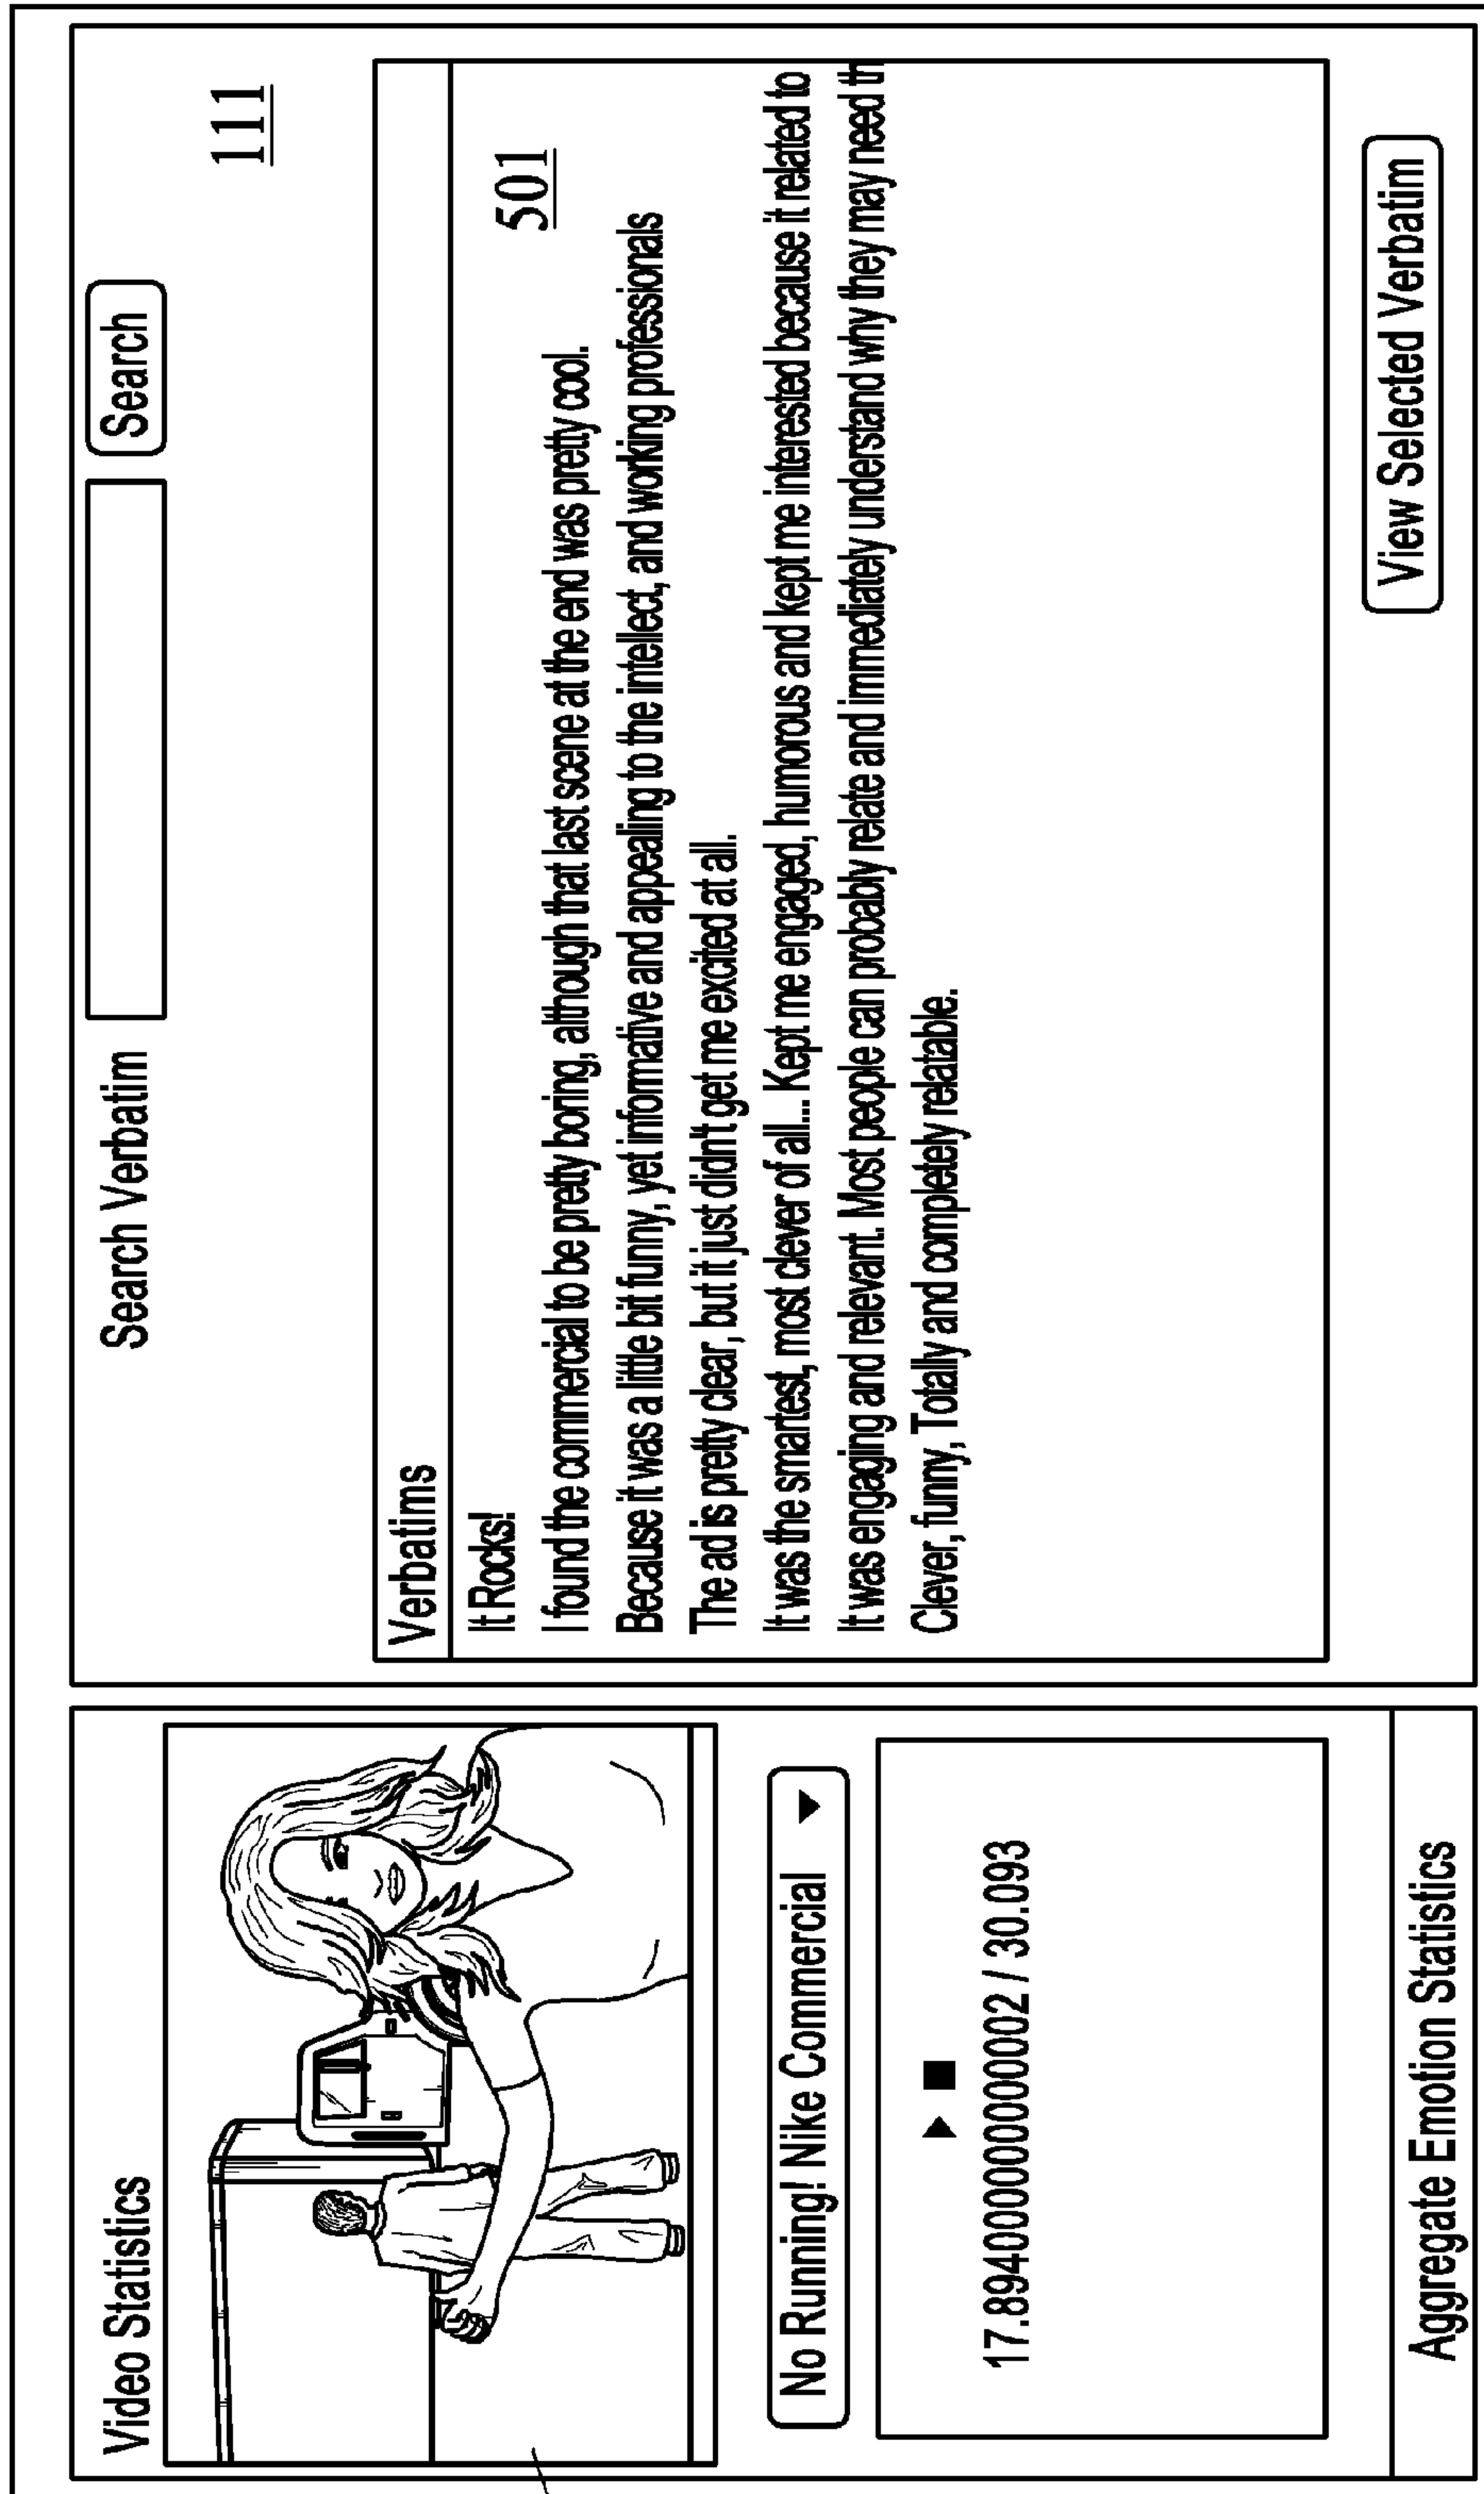 Video Statistics
No Running! Nike Commercial
17.894000000000002 / 30.093
Aggregate Emotion Statistics
Search Verbatim
Search
111
Verbatims
501
It Rocks!
I found the commercial to be pretty boring, although that last scene at the end was pretty cool.
Because it was a little bit funny, yet informative and appealing to the intellect, and working professionals
The ad is pretty clear, but it just didn't get me excited at all.
It was the smartest, most clever of all... Kept me engaged, humorous and kept me interested because it related to
It was engaging and relevant. Most people can probably relate and immediately understand why they may need th
Clever, funny, Totally and completely relatable.
View Selected Verbatim